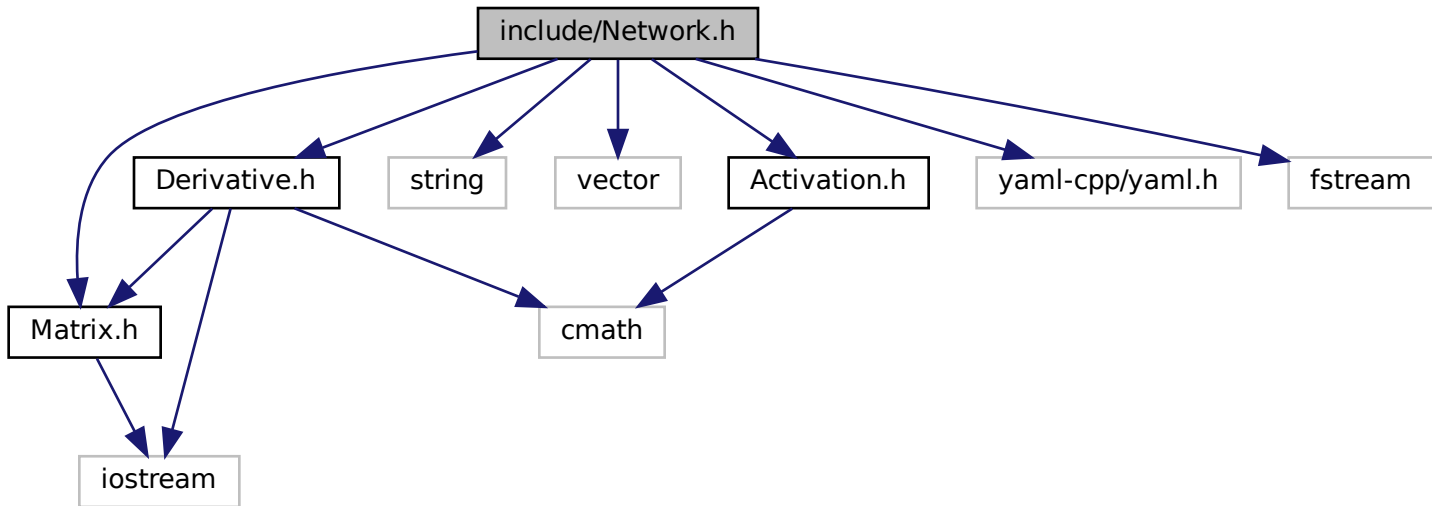 include/Network.h
Derivative.h
string
vector
Activation.h
yaml-cpp/yaml.h
fstream
Matrix.h
cmath
iostream